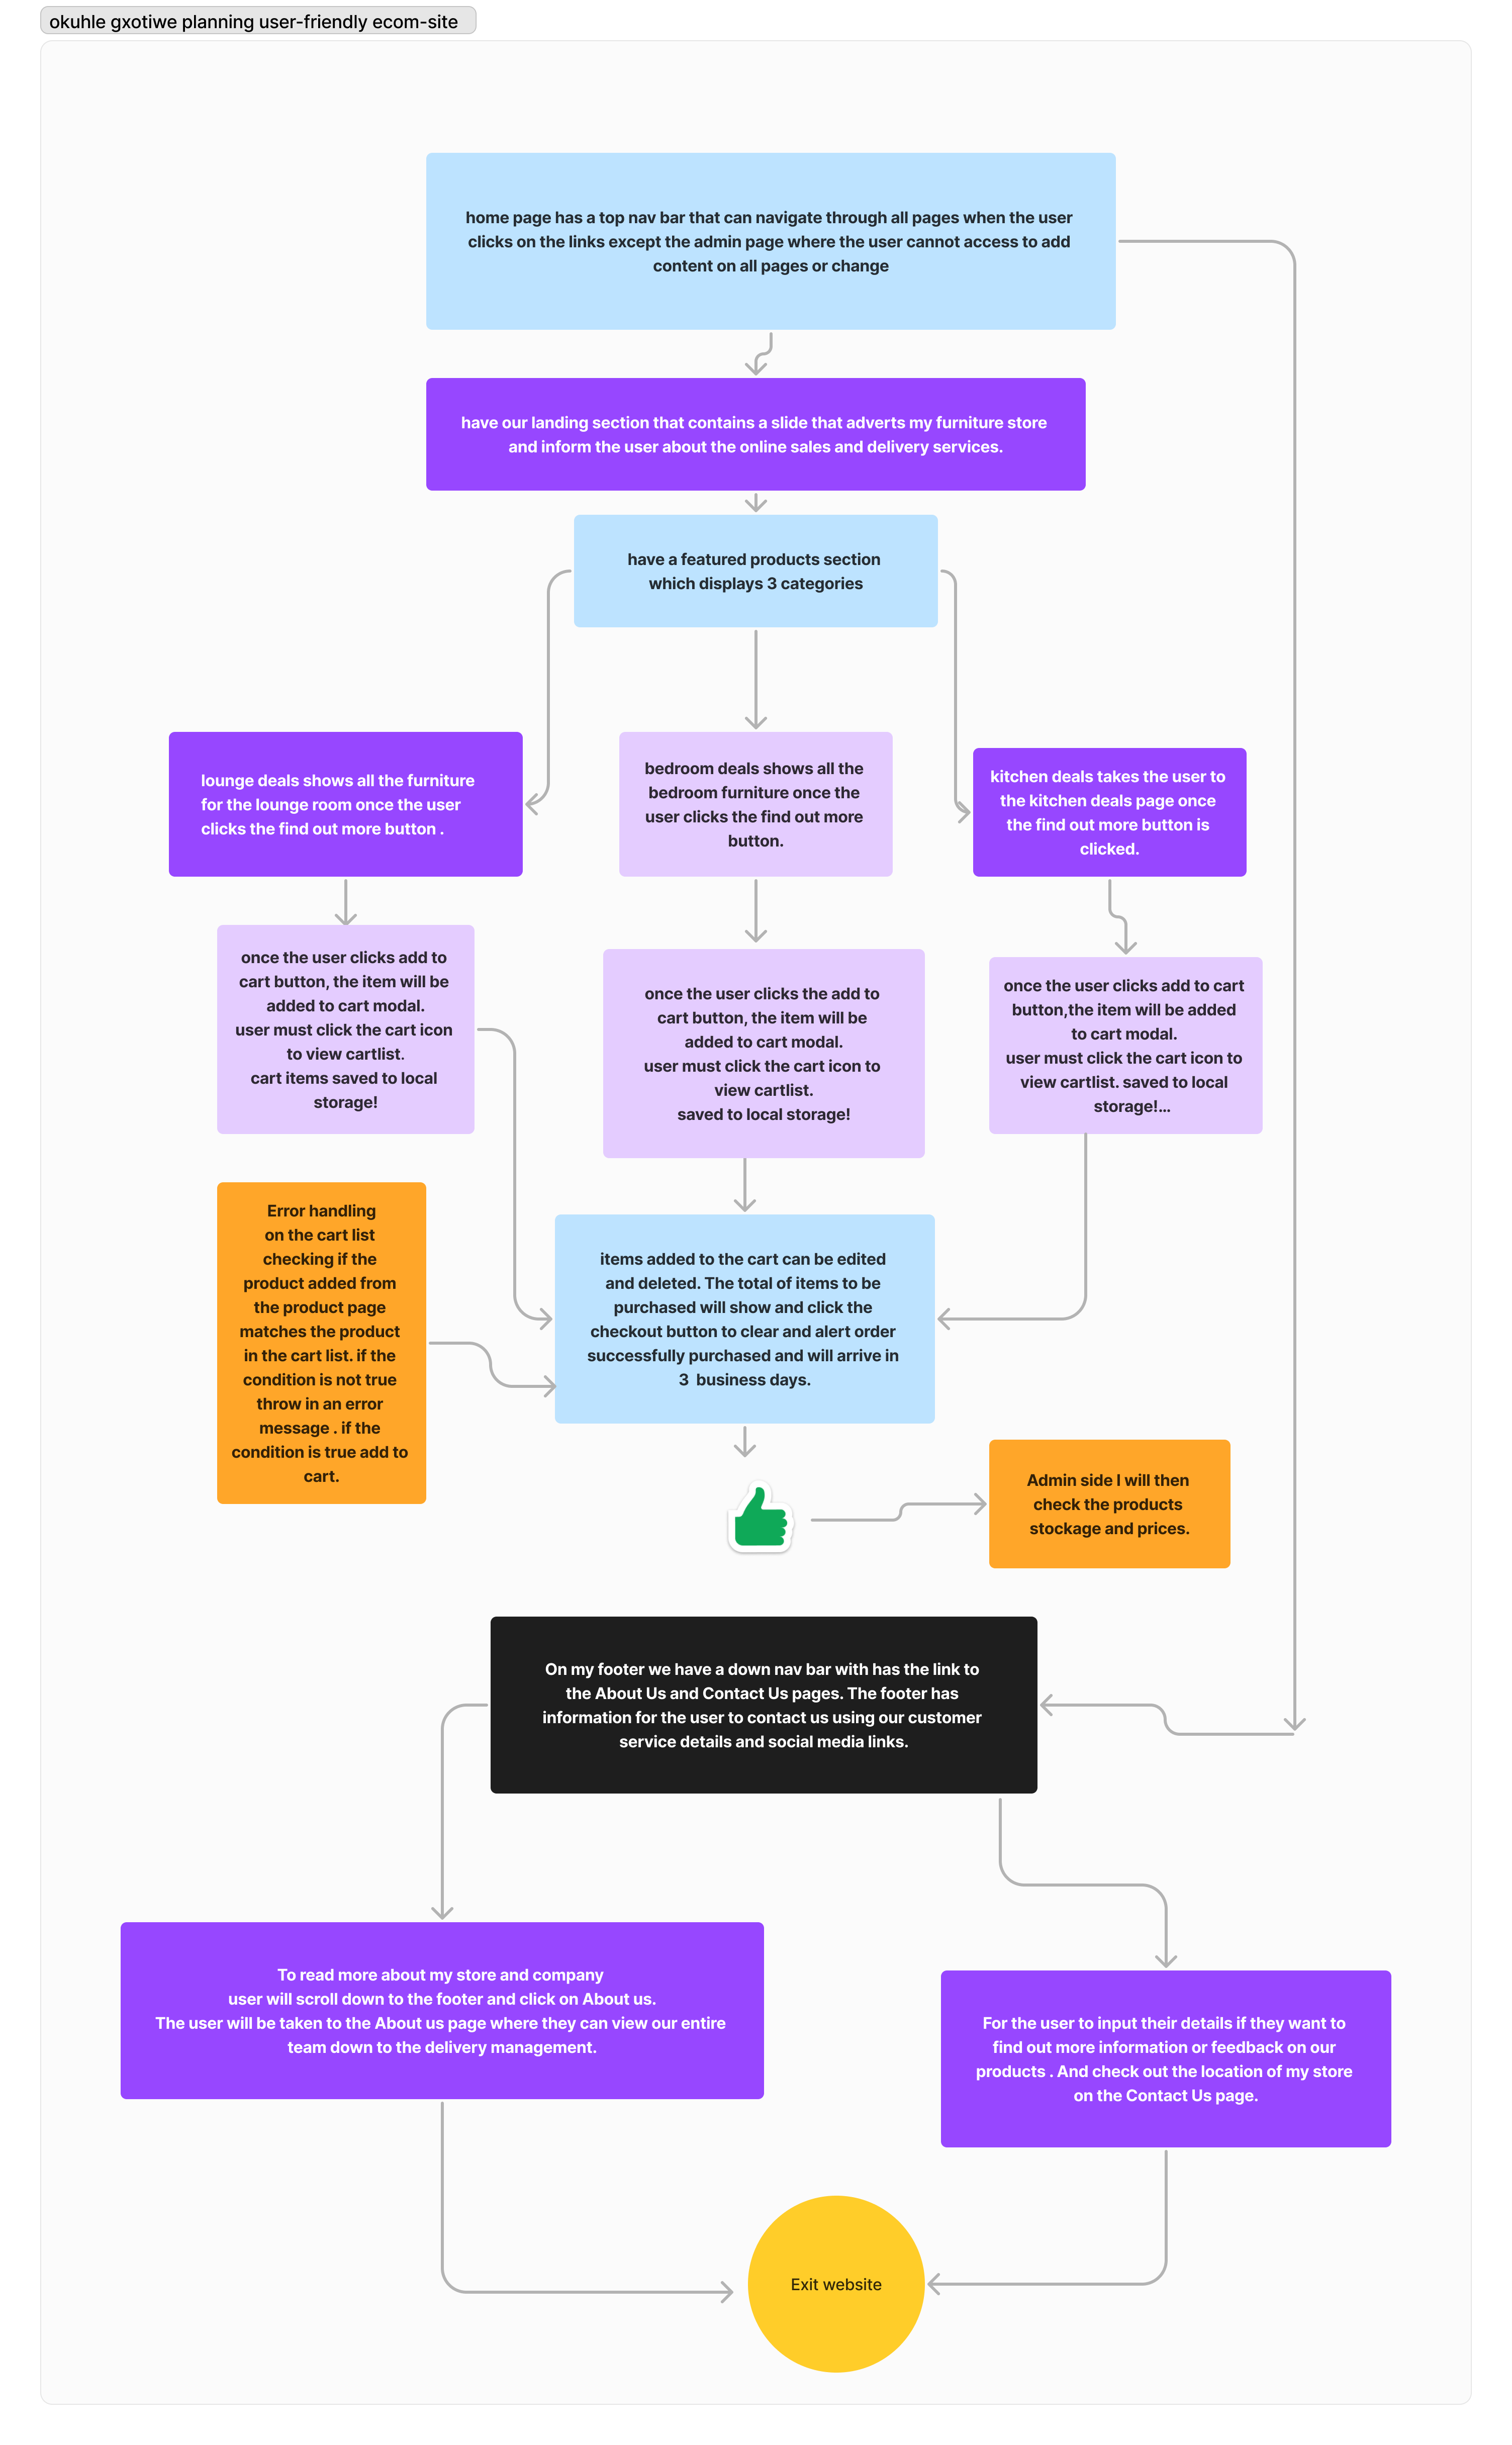 okuhle gxotiwe planning user-friendly ecom-site
home page has a top nav bar that can navigate through all pages when the user
clicks on the links except the admin page where the user cannot access to add
content on all pages or change
have our landing section that contains a slide that adverts my furniture store
and inform the user about the online sales and delivery services.
have a featured products section
which displays 3 categories
lounge deals shows all the furniture
for the lounge room once the user
clicks the find out more button .
bedroom deals shows all the
bedroom furniture once the
user clicks the find out more
button.
kitchen deals takes the user to
the kitchen deals page once
the find out more button is
clicked.
once the user clicks add to
cart button, the item will be
added to cart modal.
user must click the cart icon
to view cartlist.
cart items saved to local
storage!
once the user clicks the add to
cart button, the item will be
added to cart modal.
user must click the cart icon to
view cartlist.
saved to local storage!
once the user clicks add to cart
button,the item will be added
to cart modal.
user must click the cart icon to
view cartlist. saved to local
storage!...
Error handling
on the cart list
checking if the
product added from
the product page
matches the product
in the cart list. if the
condition is not true
throw in an error
message . if the
condition is true add to
cart.
items added to the cart can be edited
and deleted. The total of items to be
purchased will show and click the
checkout button to clear and alert order
successfully purchased and will arrive in
3  business days.
Admin side I will then
check the products
stockage and prices.
On my footer we have a down nav bar with has the link to
the About Us and Contact Us pages. The footer has
information for the user to contact us using our customer
service details and social media links.
To read more about my store and company
user will scroll down to the footer and click on About us.
The user will be taken to the About us page where they can view our entire
team down to the delivery management.
For the user to input their details if they want to
find out more information or feedback on our
products . And check out the location of my store
on the Contact Us page.
Exit website